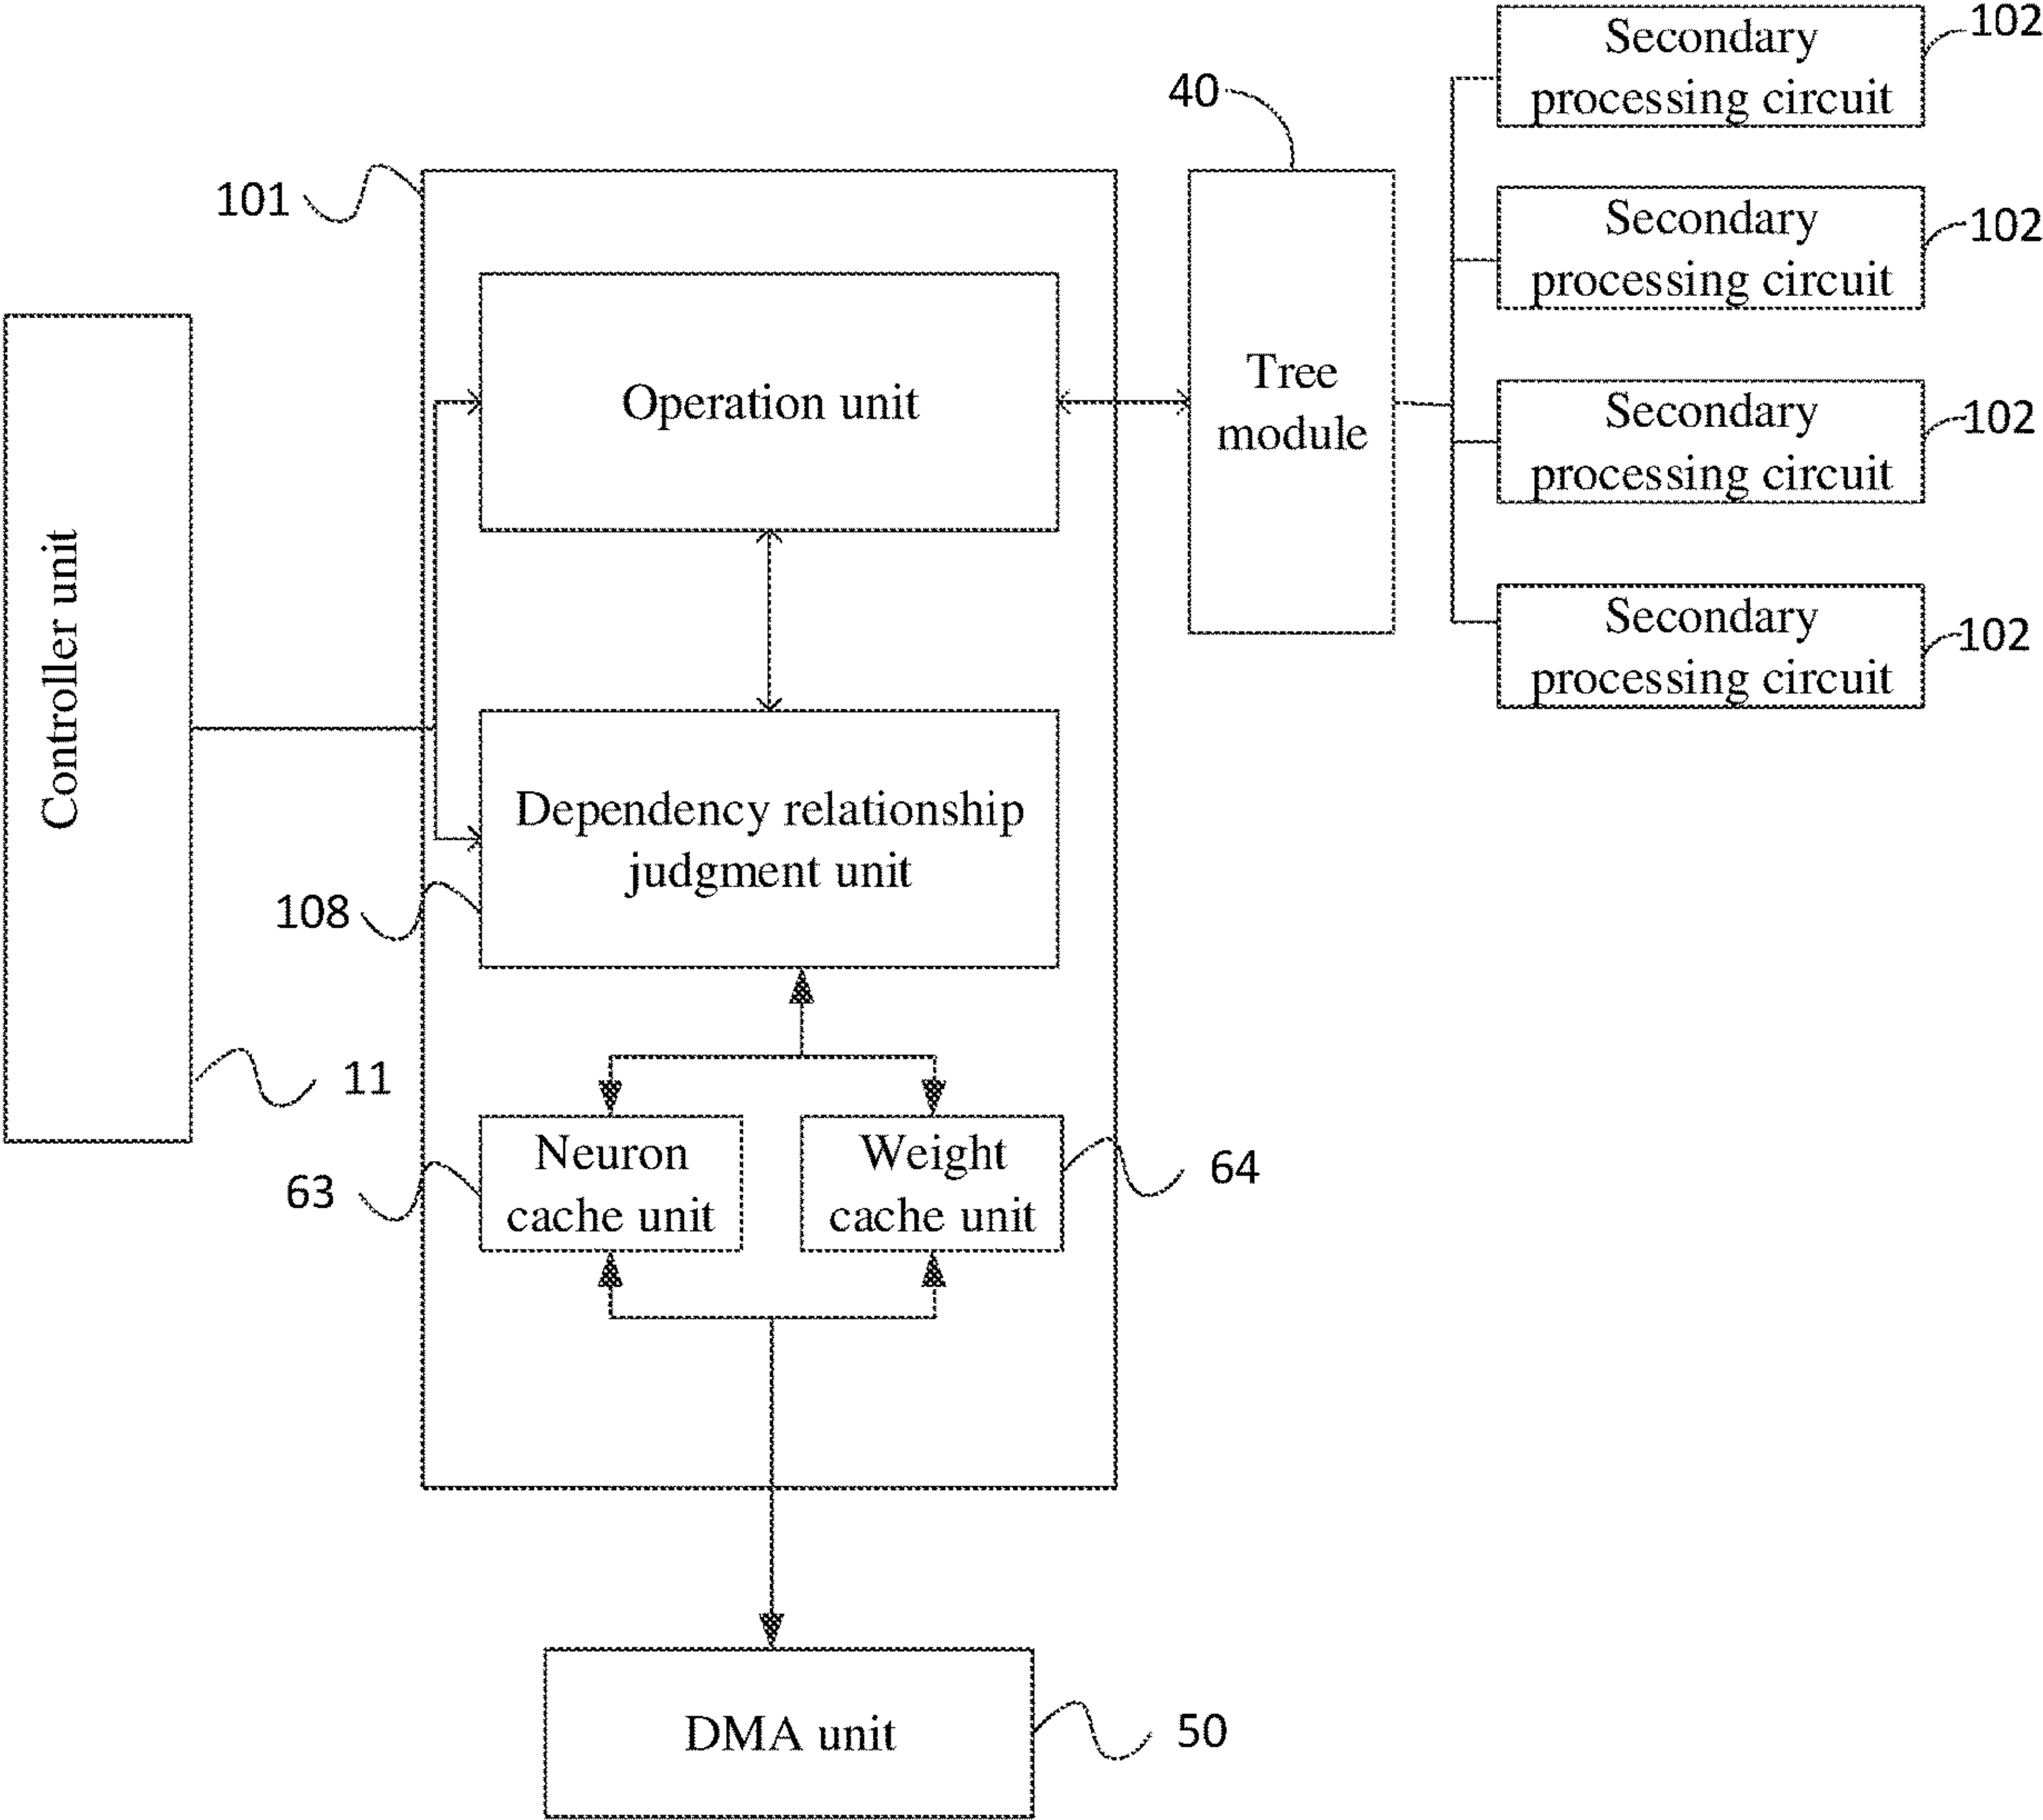 Secondary
processing circuit
102
40
Secondary
processing circuit
102
101
Operation unit
Tree
module
Secondary
processing circuit
102
Controller unit
Secondary
processing circuit
102
Dependency relationship
judgment unit
108
11
Neuron
cache unit
63
Weight
cache unit
64
DMA unit
50